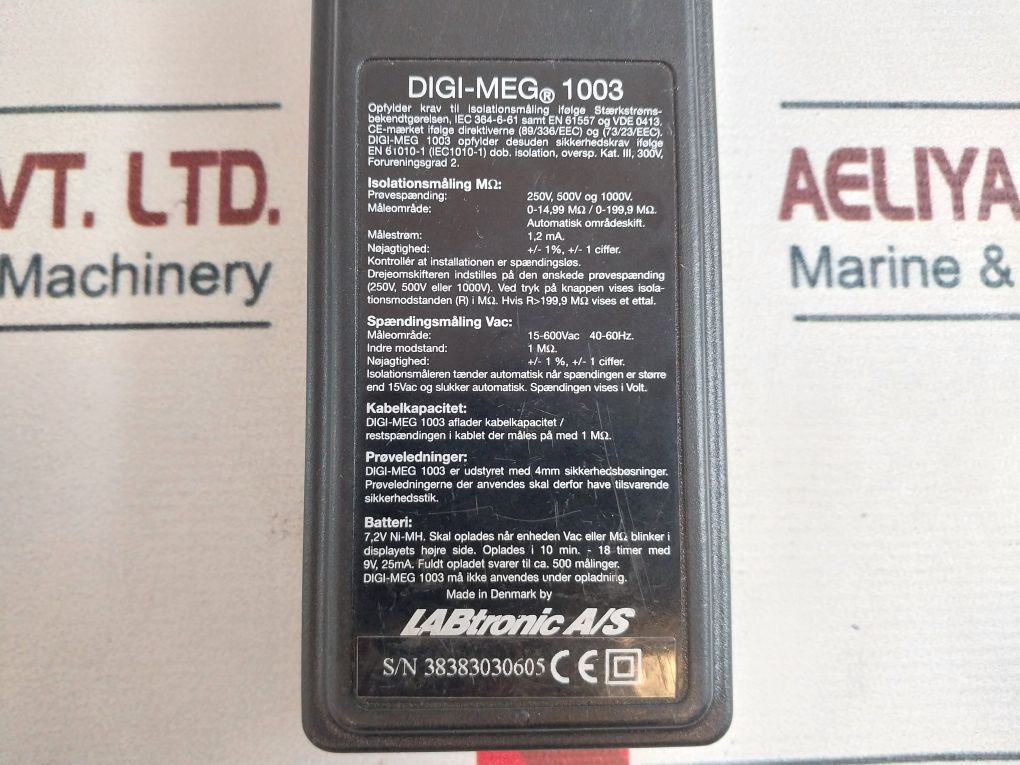 DIGI-MEG® 1003
Opfylder krav til isolationsmåling ifølge Stærkstrøms-
bekendtgørelsen, IEC 364-6-61 samt EN 61557 og VDE 0413.
CE-mærket ifølge direktiverne (89/336/EEC) og (73/23/EEC).
DIGI-MEG 1003 opfylder desuden sikkerhedskrav ifølge
EN 61010-1 (IEC1010-1) dob. isolation, oversp. Kat. III, 300V,
Forureningsgrad 2.
Isolationsmåling MΩ:
Prøvespænding: 250V, 500V og 1000V.
Måleområde: 0-14,99 MΩ / 0-199,9 MΩ.
Automatisk områdeskift.
Målestrøm: 1,2 mA.
Nøjagtighed: +/- 1%, +/- 1 ciffer.
Kontrollér at installationen er spændingsløs.
Drejeomskifteren indstilles på den ønskede prøvespænding
(250V, 500V eller 1000V). Ved tryk på knappen vises isola-
tionsmodstanden (R) i MΩ. Hvis R>199,9 MΩ vises et ettal.
Spændingsmåling Vac:
Måleområde: 15-600Vac 40-60Hz.
Indre modstand: 1 MΩ.
Nøjagtighed: +/- 1 %, +/- 1 ciffer.
Isolationsmåleren tænder automatisk når spændingen er større
end 15Vac og slukker automatisk. Spændingen vises i Volt.
Kabelkapacitet:
DIGI-MEG 1003 aflader kabelkapacitet /
restspændingen i kablet der måles på med 1 MΩ.
Prøveledninger:
DIGI-MEG 1003 er udstyret med 4mm sikkerhedsbøsninger.
Prøveledningerne der anvendes skal derfor have tilsvarende
sikkerhedsstik.
Batteri:
7,2V Ni-MH. Skal oplades når enheden Vac eller MΩ blinker i
displayets højre side. Oplades i 10 min. - 18 timer med
9V, 25mA. Fuldt opladet svarer til ca. 500 målinger.
DIGI-MEG 1003 må ikke anvendes under opladning.
Made in Denmark by
LABtronic A/S
S/N 38383030605 CE
VT. LTD.
Machinery
AELIYA
Marine &